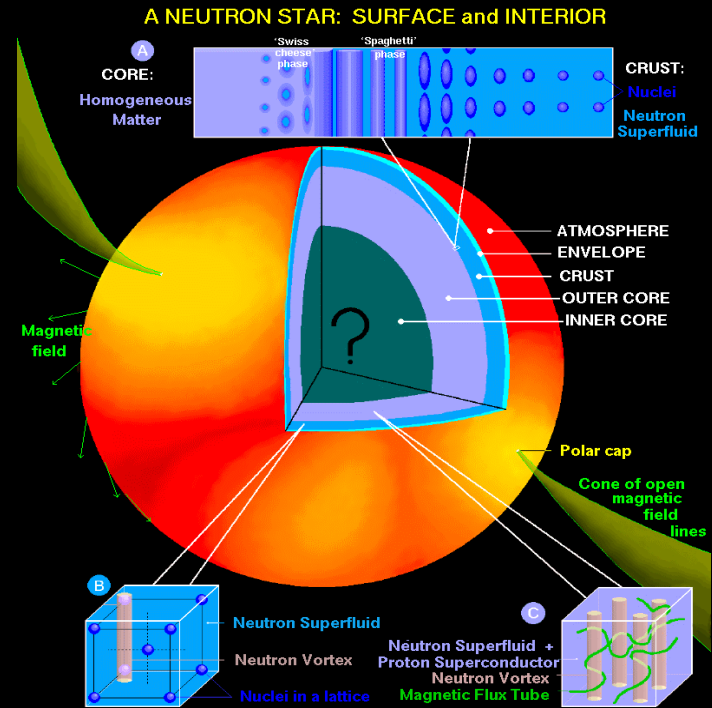 A NEUTRON STAR: SURFACE and INTERIOR
A
'Swiss
cheese'
phase
'Spaghetti'
phase
CORE:
Homogeneous
Matter
CRUST:
Nuclei
Neutron
Superfluid
ATMOSPHERE
ENVELOPE
CRUST
OUTER CORE
INNER CORE
?
Magnetic
field
Polar cap
Cone of open
magnetic
field
lines
B
Neutron Superfluid
Neutron Vortex
Nuclei in a lattice
C
Neutron Superfluid +
Proton Superconductor
Neutron Vortex
Magnetic Flux Tube